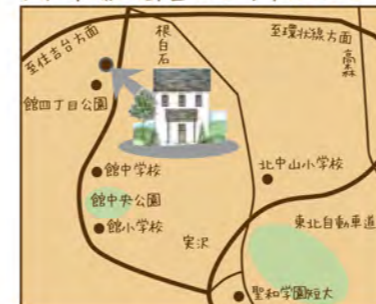 至住吉台方面
根白石
至環状線方面
高林
館四丁目公園
館中学校
北中山小学校
館中央公園
東北自動車道
館小学校
実沢
聖和学園短大